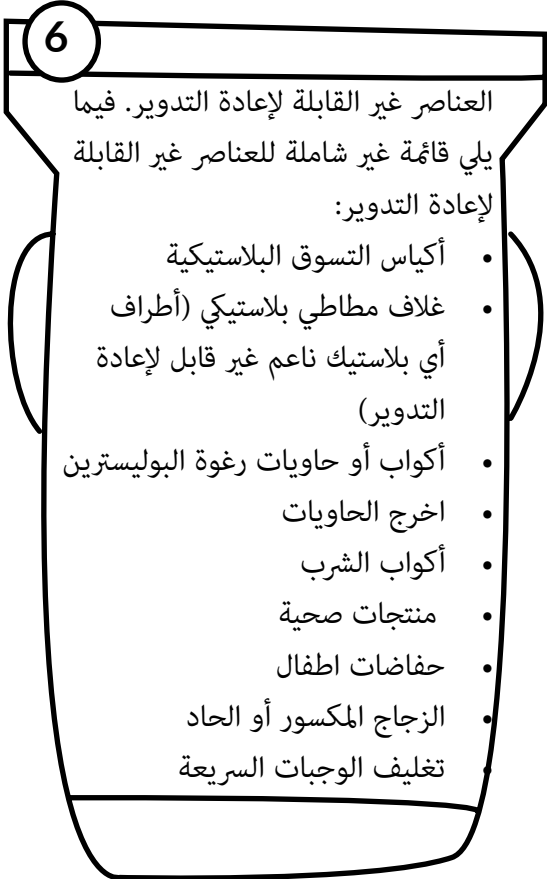 6
العناصر غير القابلة لإعادة التدوير. فيما
يلي قائمة غير شاملة للعناصر غير القابلة
لإعادة التدوير:
• أكياس التسوق البلاستيكية
• غلاف مطاطي بلاستيكي (أطراف
أي بلاستيك ناعم غير قابل لإعادة
التدوير)
• أكواب أو حاويات رغوة البوليسترين
• اخرج الحاويات
• أكواب الشرب
• منتجات صحية
• حفاضات اطفال
• الزجاج المكسور أو الحاد
• تغليف الوجبات السريعة